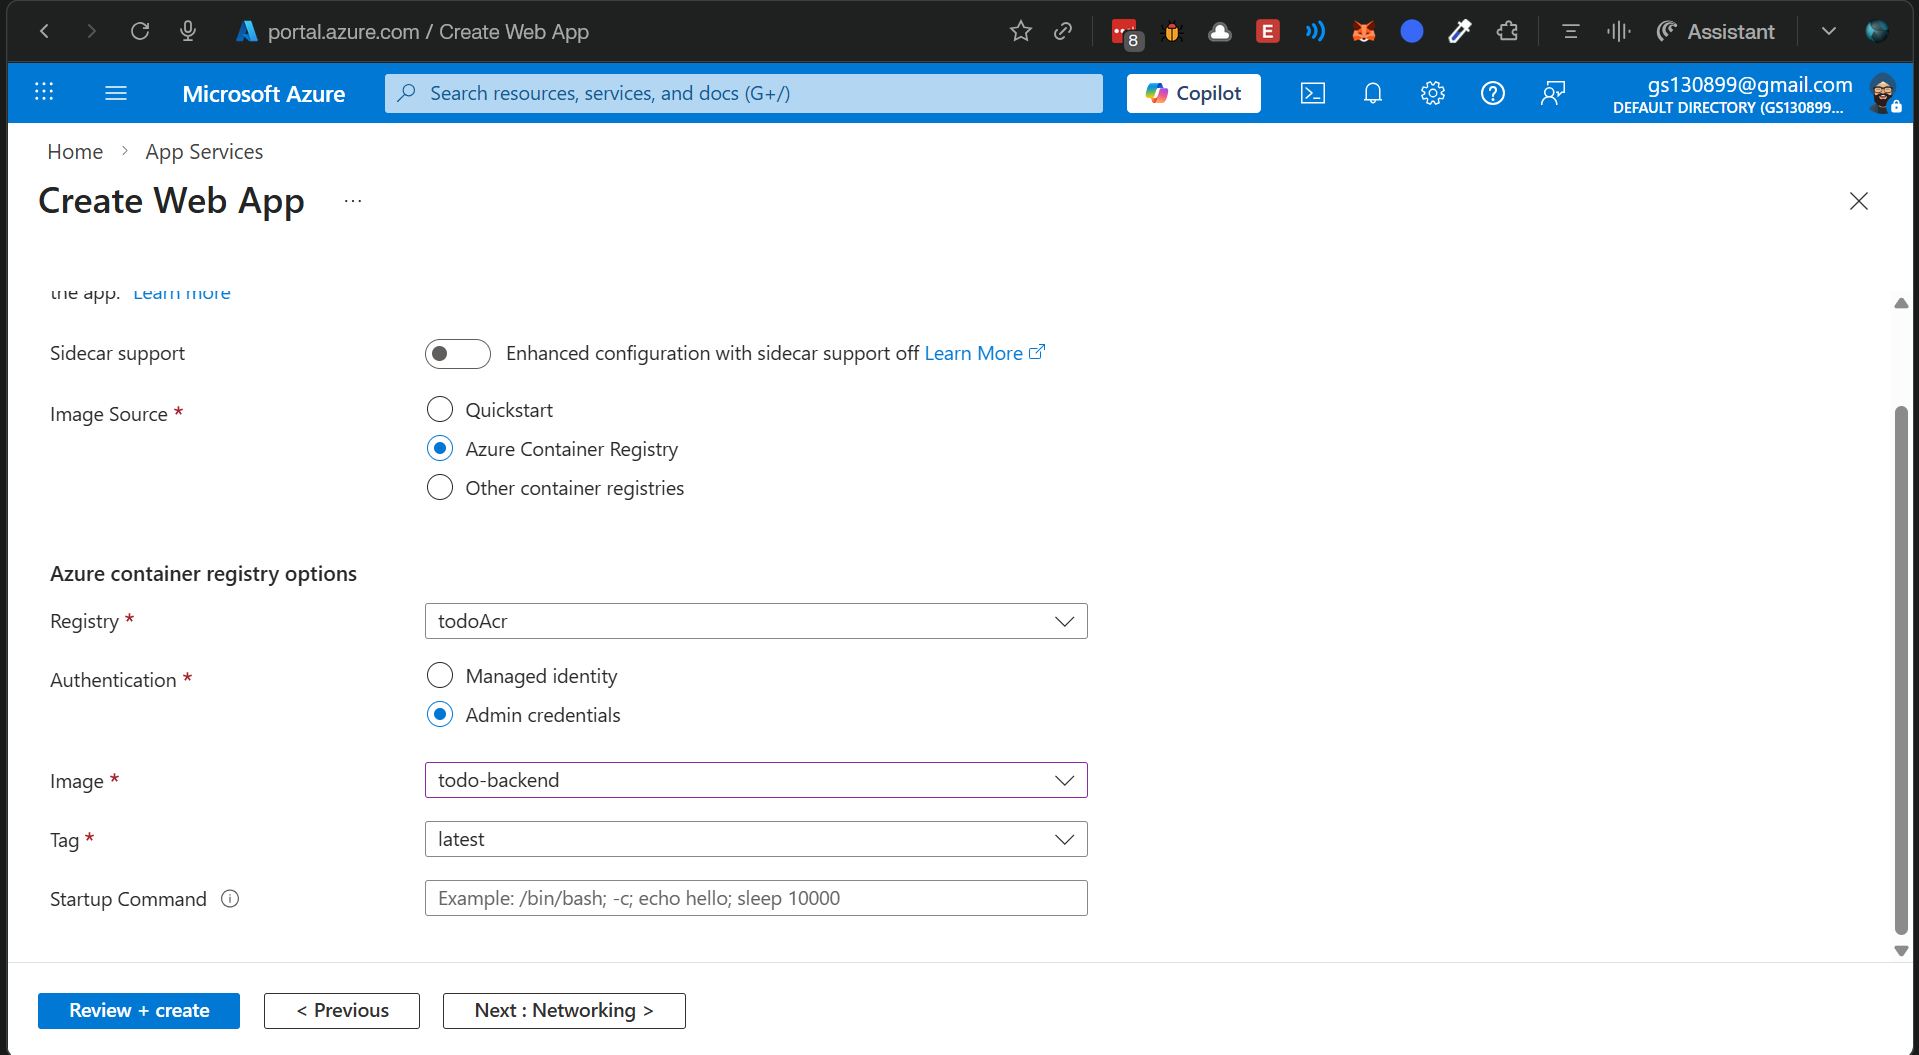 portal.azure.com / Create Web App
8
E
Assistant
Microsoft Azure
Search resources, services, and docs (G+/)
Copilot
gs130899@gmail.com
DEFAULT DIRECTORY (GS130899...
Home > App Services
Create Web App ...
the app. Learn more
Sidecar support
Enhanced configuration with sidecar support off Learn More
Image Source *
Quickstart
Azure Container Registry
Other container registries
Azure container registry options
Registry *
todoAcr
Authentication *
Managed identity
Admin credentials
Image *
todo-backend
Tag *
latest
Startup Command
Example: /bin/bash; -c; echo hello; sleep 10000
Review + create
< Previous
Next : Networking >